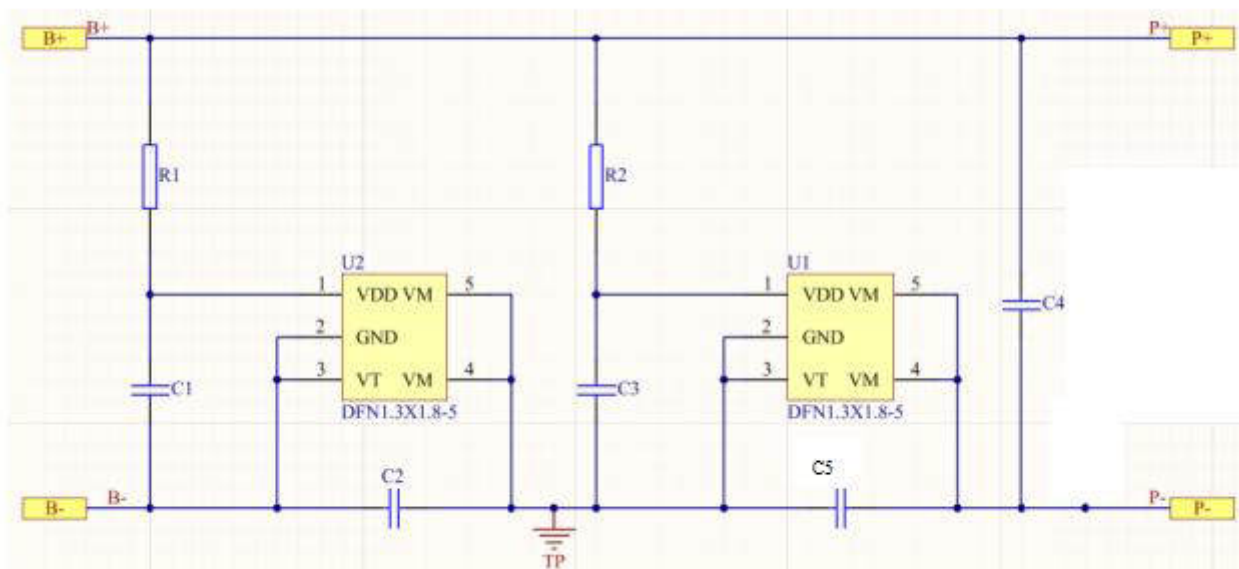 B+ B+ P+ P+
R1 R2
U2 U1
1 VDD VM 5 1 VDD VM 5
C4
2 GND 2 GND
3 VT VM 4 3 VT VM 4
C1 C3
DFN1.3X1.8-5 DFN1.3X1.8-5
C2 C5
B- B- P- P-
TP